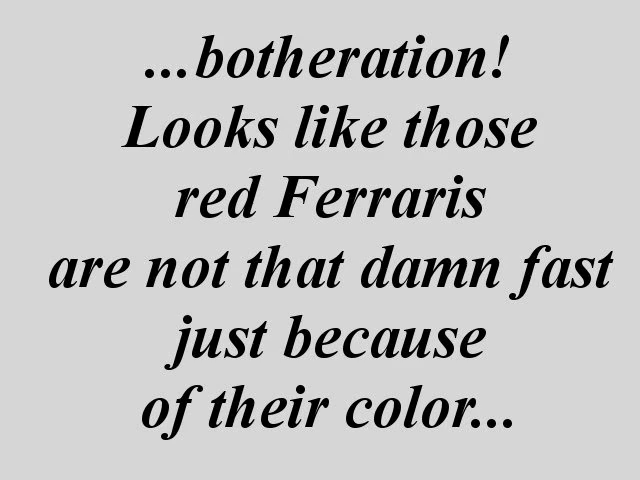 ...botheration!
Looks like those
red Ferraris
are not that damn fast
just because
of their color...